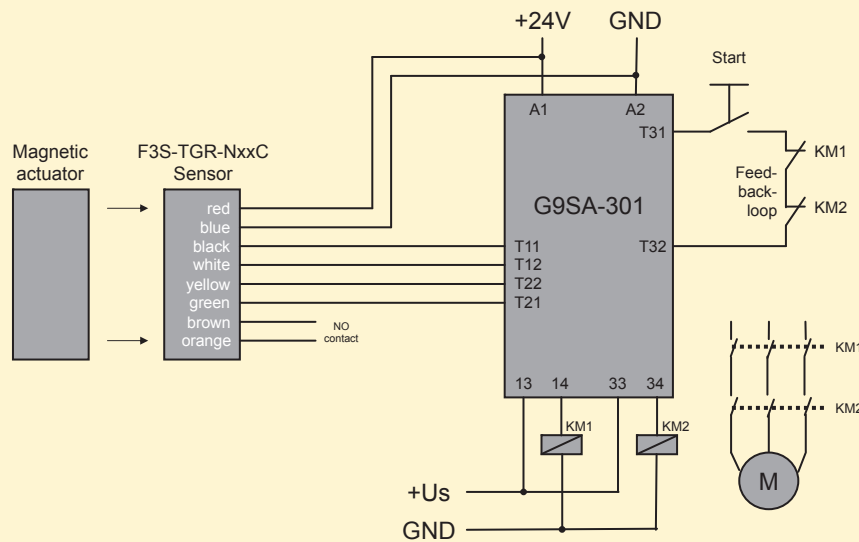 +24V
GND
Start
A1
A2
T31
KM1
Feed-
back-
loop
KM2
Magnetic
actuator
F3S-TGR-NxxC
Sensor
G9SA-301
red
blue
black
white
yellow
green
brown
orange
NO
contact
T11
T12
T22
T21
T32
13
14
33
34
KM1
KM2
KM1
KM2
M
+Us
GND